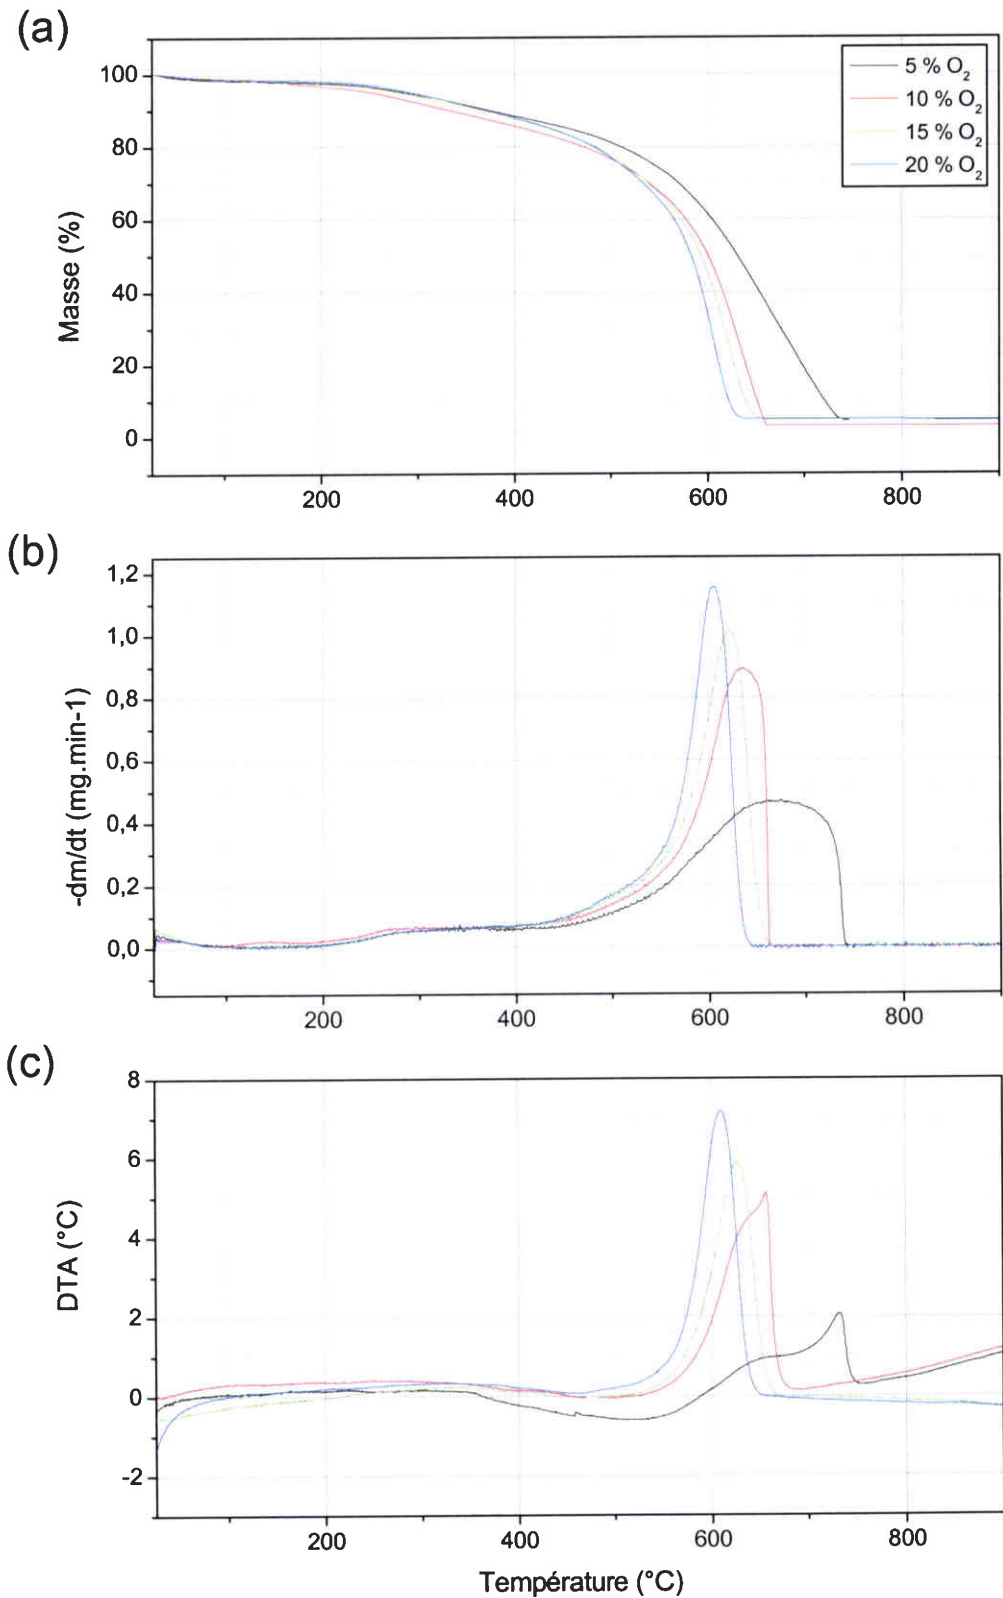 (a)
Masse (%)
100
80
60
40
20
0
200
400
600
800
5 % O₂
10 % O₂
15 % O₂
20 % O₂
(b)
-dm/dt (mg.min-1)
1,2
1,0
0,8
0,6
0,4
0,2
0,0
200
400
600
800
(c)
DTA (°C)
8
6
4
2
0
-2
200
400
600
800
Température (°C)